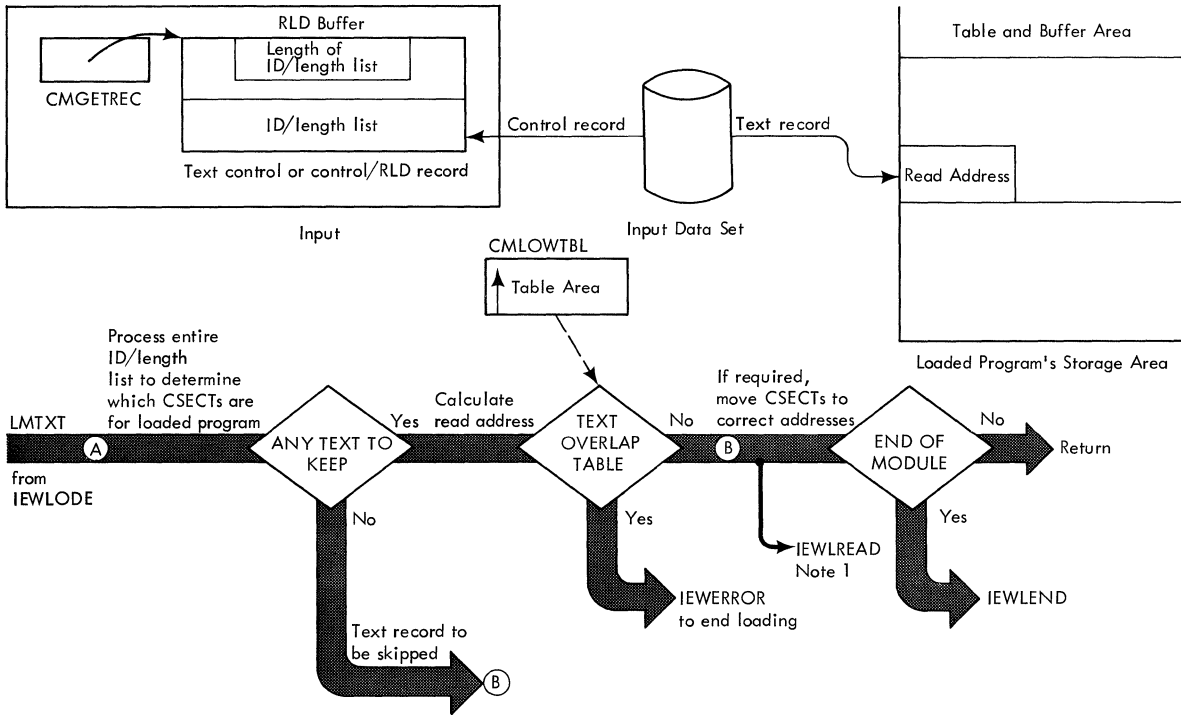 RLD Buffer
Length of
ID/length list
CMGETREC
ID/length list
Text control or control/RLD record
Input
Control record
Text record
Input Data Set
Table and Buffer Area
Read Address
Loaded Program's Storage Area
CMLOWTBL
Table Area
Process entire
ID/length
list to determine
which CSECTs are
for loaded program
LMTXT
A
from
IEWLODE
ANY TEXT TO
KEEP
Yes
Calculate
read address
No
Text record to
be skipped
B
TEXT
OVERLAP
TABLE
Yes
IEWERROR
to end loading
No
B
If required,
move CSECTs to
correct addresses
IEWLREAD
Note 1
END OF
MODULE
No
Return
Yes
IEWLEND